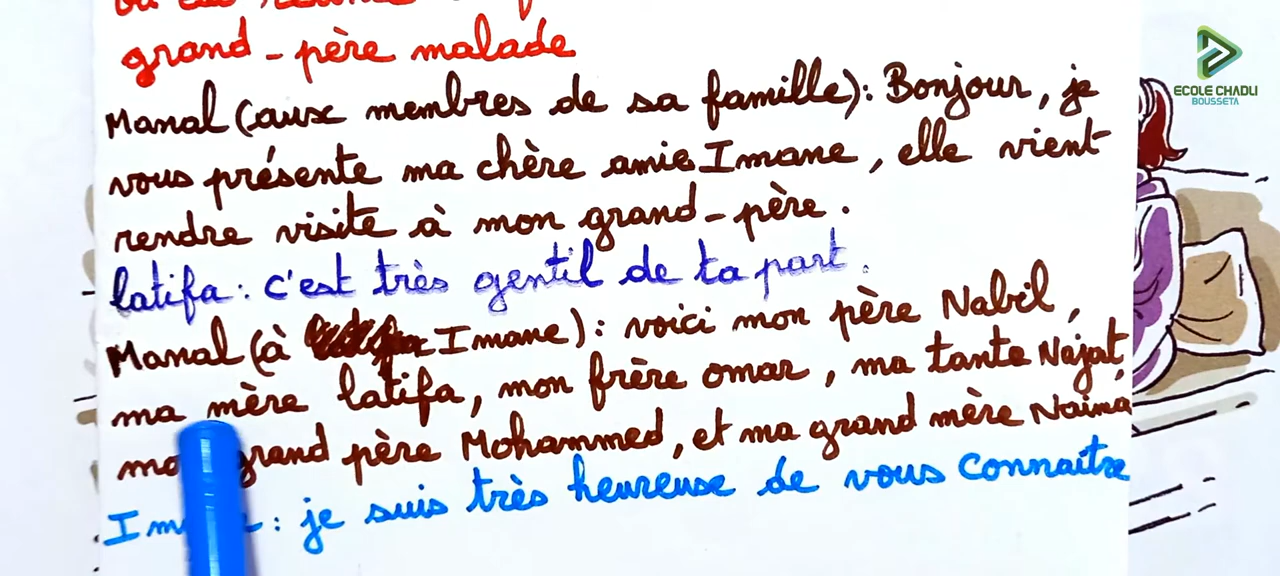 grand-père malade
Manal (aux membres de sa famille): Bonjour, je
vous présente ma chère amie Imane, elle vient
rendre visite à mon grand-père.
latifa: c'est très gentil de ta part.
Manal (à Imane): voici mon père Nabil,
ma mère latifa, mon frère omar, ma tante Najat
grand père Mohammed, et ma grand mère Naima
: je suis très heureuse de vous connaitre
ECOLE CHADLI
BOUSSETA